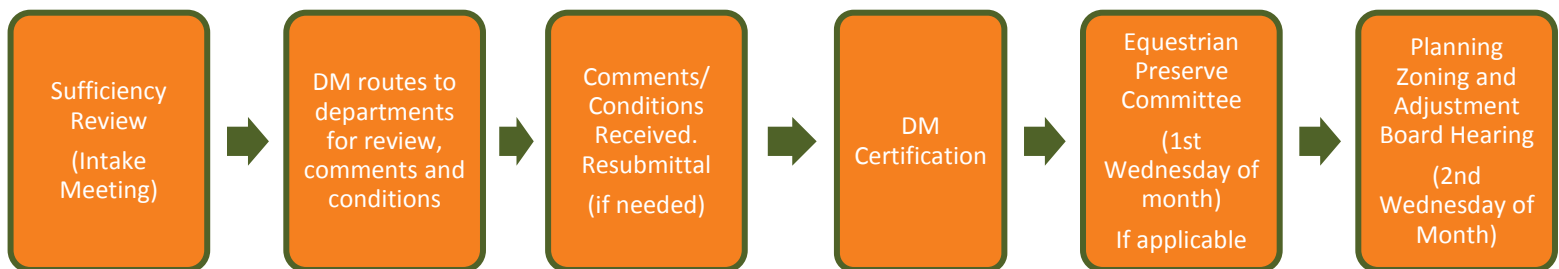 Sufficiency
Review
(Intake
Meeting)
DM routes to
departments
for review,
comments and
conditions
Comments/
Conditions
Received.
Resubmittal
(if needed)
DM
Certification
Equestrian
Preserve
Committee
(1st
Wednesday of
month)
If applicable
Planning
Zoning and
Adjustment
Board Hearing
(2nd
Wednesday of
Month)